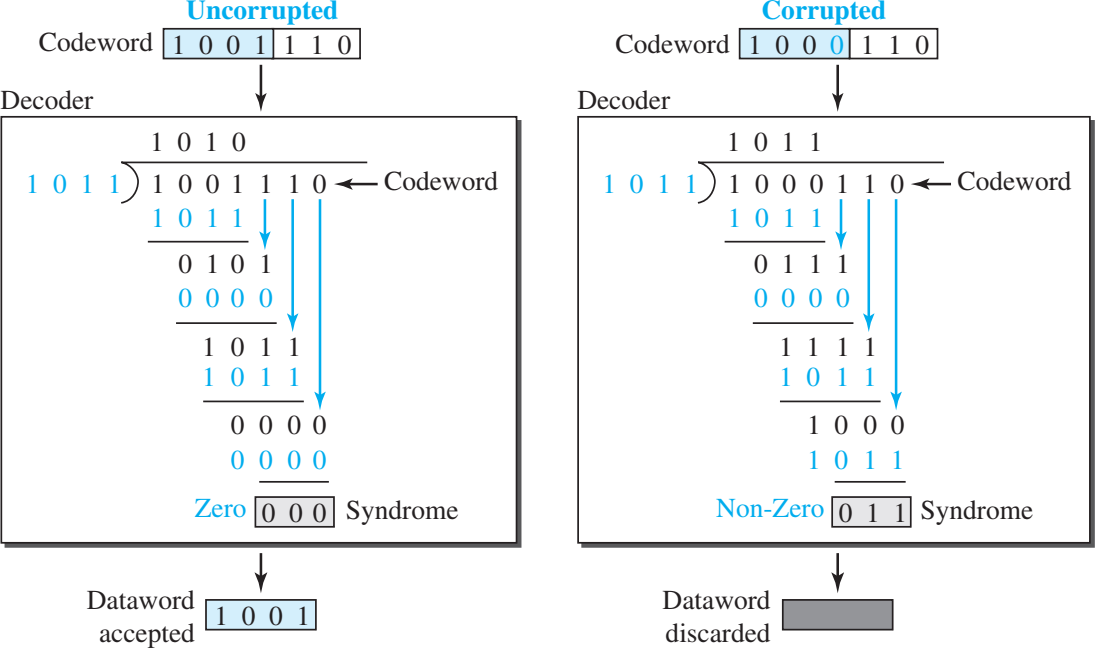 Uncorrupted
Codeword 1 0 0 1 1 1 0
Decoder
1 0 1 0
1 0 1 1 1 0 0 1 1 1 0 Codeword
1 0 1 1
0 1 0 1
0 0 0 0
1 0 1 1
1 0 1 1
0 0 0 0
0 0 0 0
Zero 0 0 0 Syndrome
Dataword
accepted 1 0 0 1
Corrupted
Codeword 1 0 0 0 1 1 0
Decoder
1 0 1 1
1 0 1 1 1 0 0 0 1 1 0 Codeword
1 0 1 1
0 1 1 1
0 0 0 0
1 1 1 1
1 0 1 1
1 0 0 0
1 0 1 1
Non-Zero 0 1 1 Syndrome
Dataword
discarded